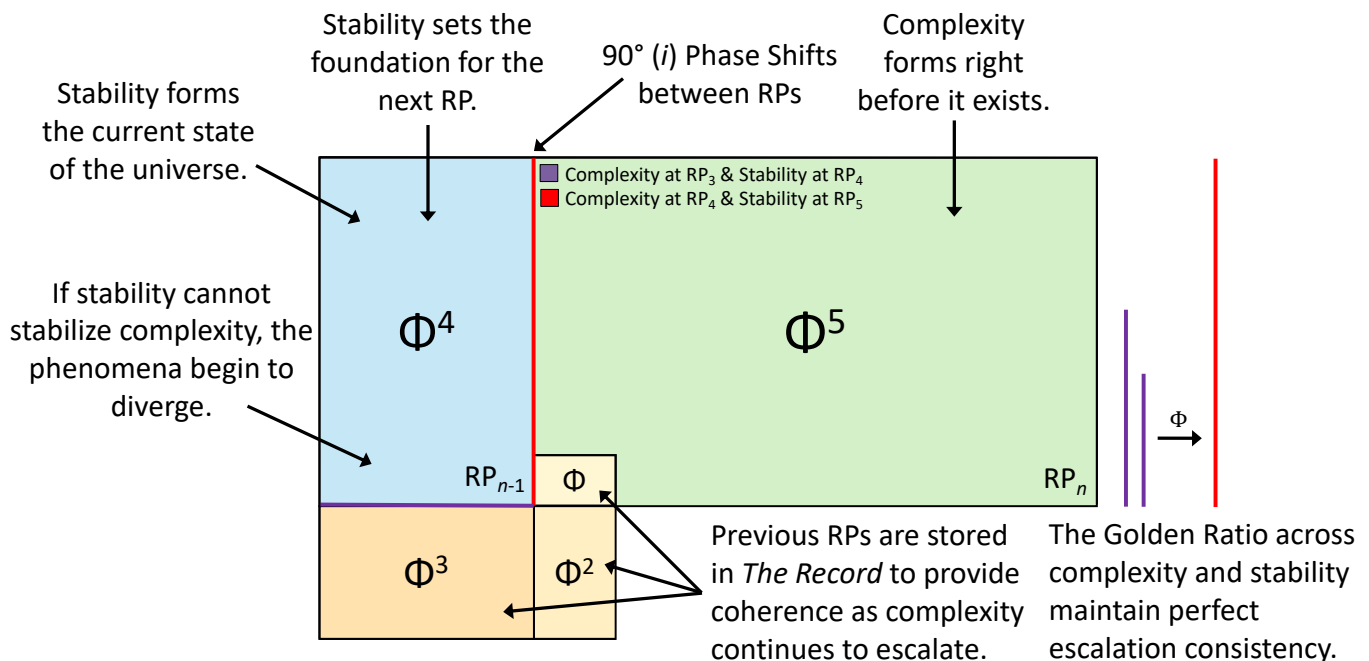 Stability forms
the current state
of the universe.
Stability sets the
foundation for the
next RP.
90° (i) Phase Shifts
between RPs
Complexity
forms right
before it exists.
Complexity at RP₃ & Stability at RP₄
Complexity at RP₄ & Stability at RP₅
If stability cannot
stabilize complexity, the
phenomena begin to
diverge.
Φ⁴
Φ⁵
Φ
RPₙ₋₁
Φ
RPₙ
Φ³
Φ²
Previous RPs are stored
in The Record to provide
coherence as complexity
continues to escalate.
The Golden Ratio across
complexity and stability
maintain perfect
escalation consistency.